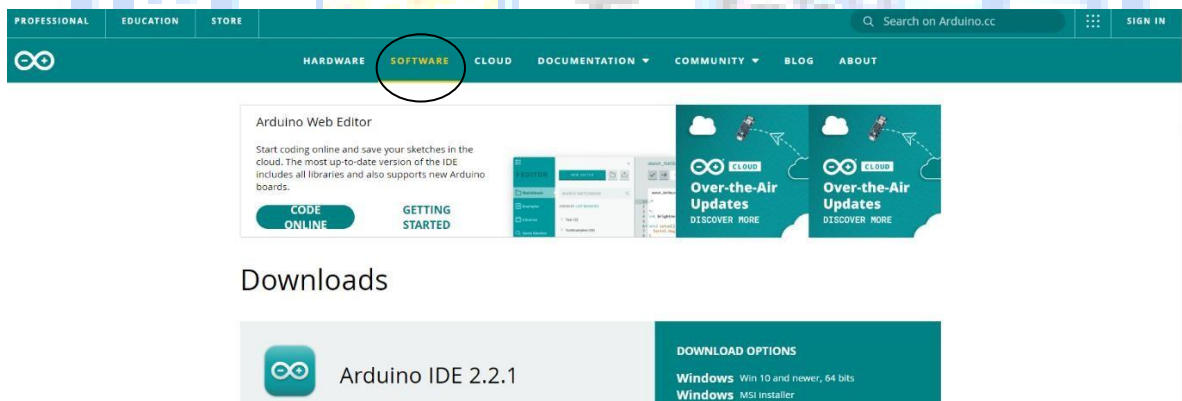 PROFESSIONAL EDUCATION STORE Search on Arduino.cc SIGN IN
HARDWARE SOFTWARE CLOUD DOCUMENTATION COMMUNITY BLOG ABOUT
Arduino Web Editor
Start coding online and save your sketches in the
cloud. The most up-to-date version of the IDE
includes all libraries and also supports new Arduino
boards.
CODE
ONLINE
GETTING
STARTED
CLOUD
Over-the-Air
Updates
DISCOVER MORE
CLOUD
Over-the-Air
Updates
DISCOVER MORE
Downloads
Arduino IDE 2.2.1
DOWNLOAD OPTIONS
Windows Win 10 and newer, 64 bits
Windows MSI installer